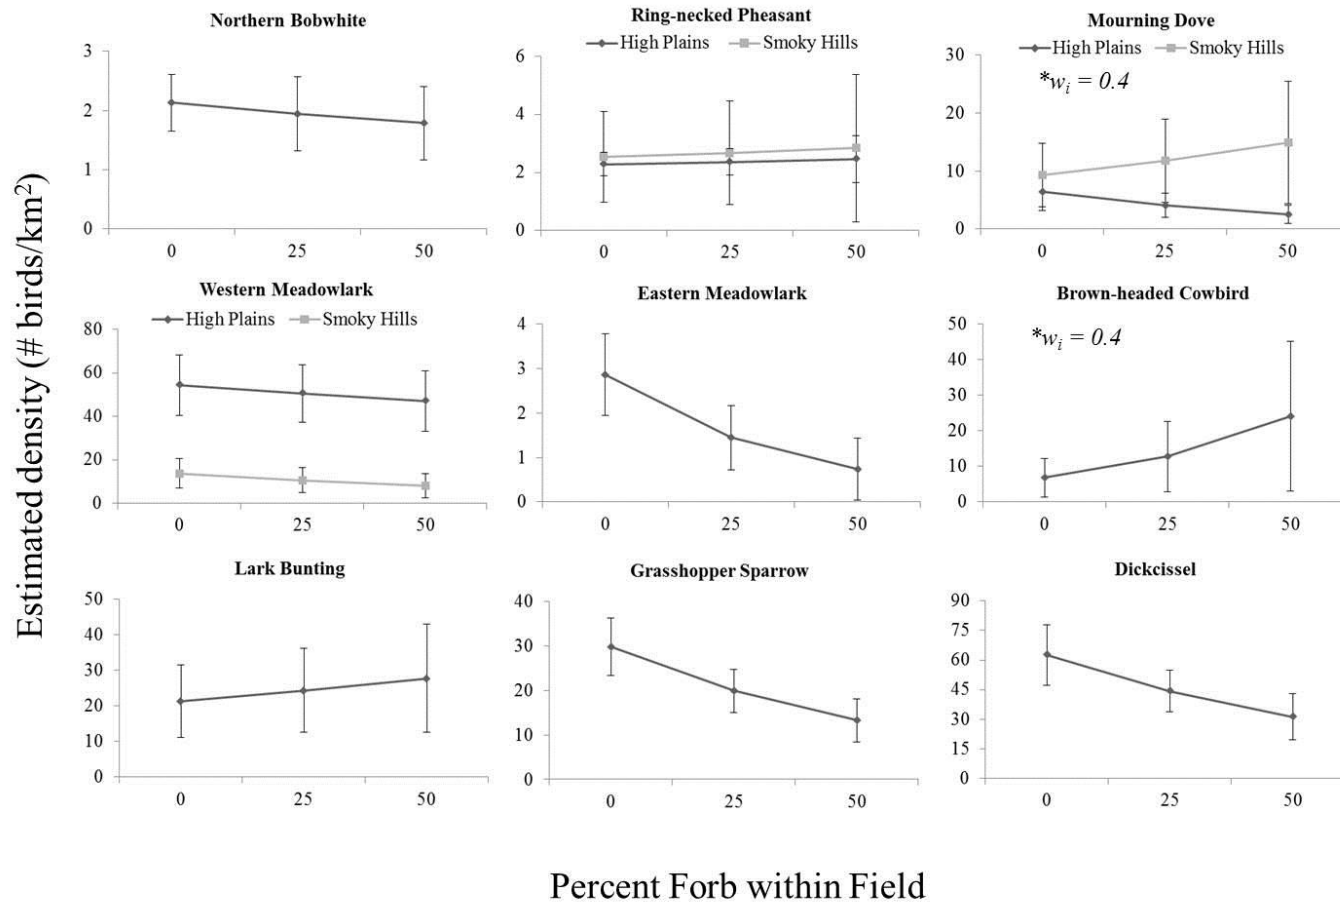 Estimated density (# birds/km²)
Northern Bobwhite
3
2
1
0
0 25 50
Ring-necked Pheasant
High Plains Smoky Hills
6
4
2
0
0 25 50
Mourning Dove
High Plains Smoky Hills
*wᵢ = 0.4
30
20
10
0
0 25 50
Western Meadowlark
High Plains Smoky Hills
80
60
40
20
0
0 25 50
Eastern Meadowlark
4
3
2
1
0
0 25 50
Brown-headed Cowbird
*wᵢ = 0.4
50
40
30
20
10
0
0 25 50
Lark Bunting
50
40
30
20
10
0
0 25 50
Grasshopper Sparrow
40
30
20
10
0
0 25 50
Dickcissel
90
75
60
45
30
15
0
0 25 50
Percent Forb within Field